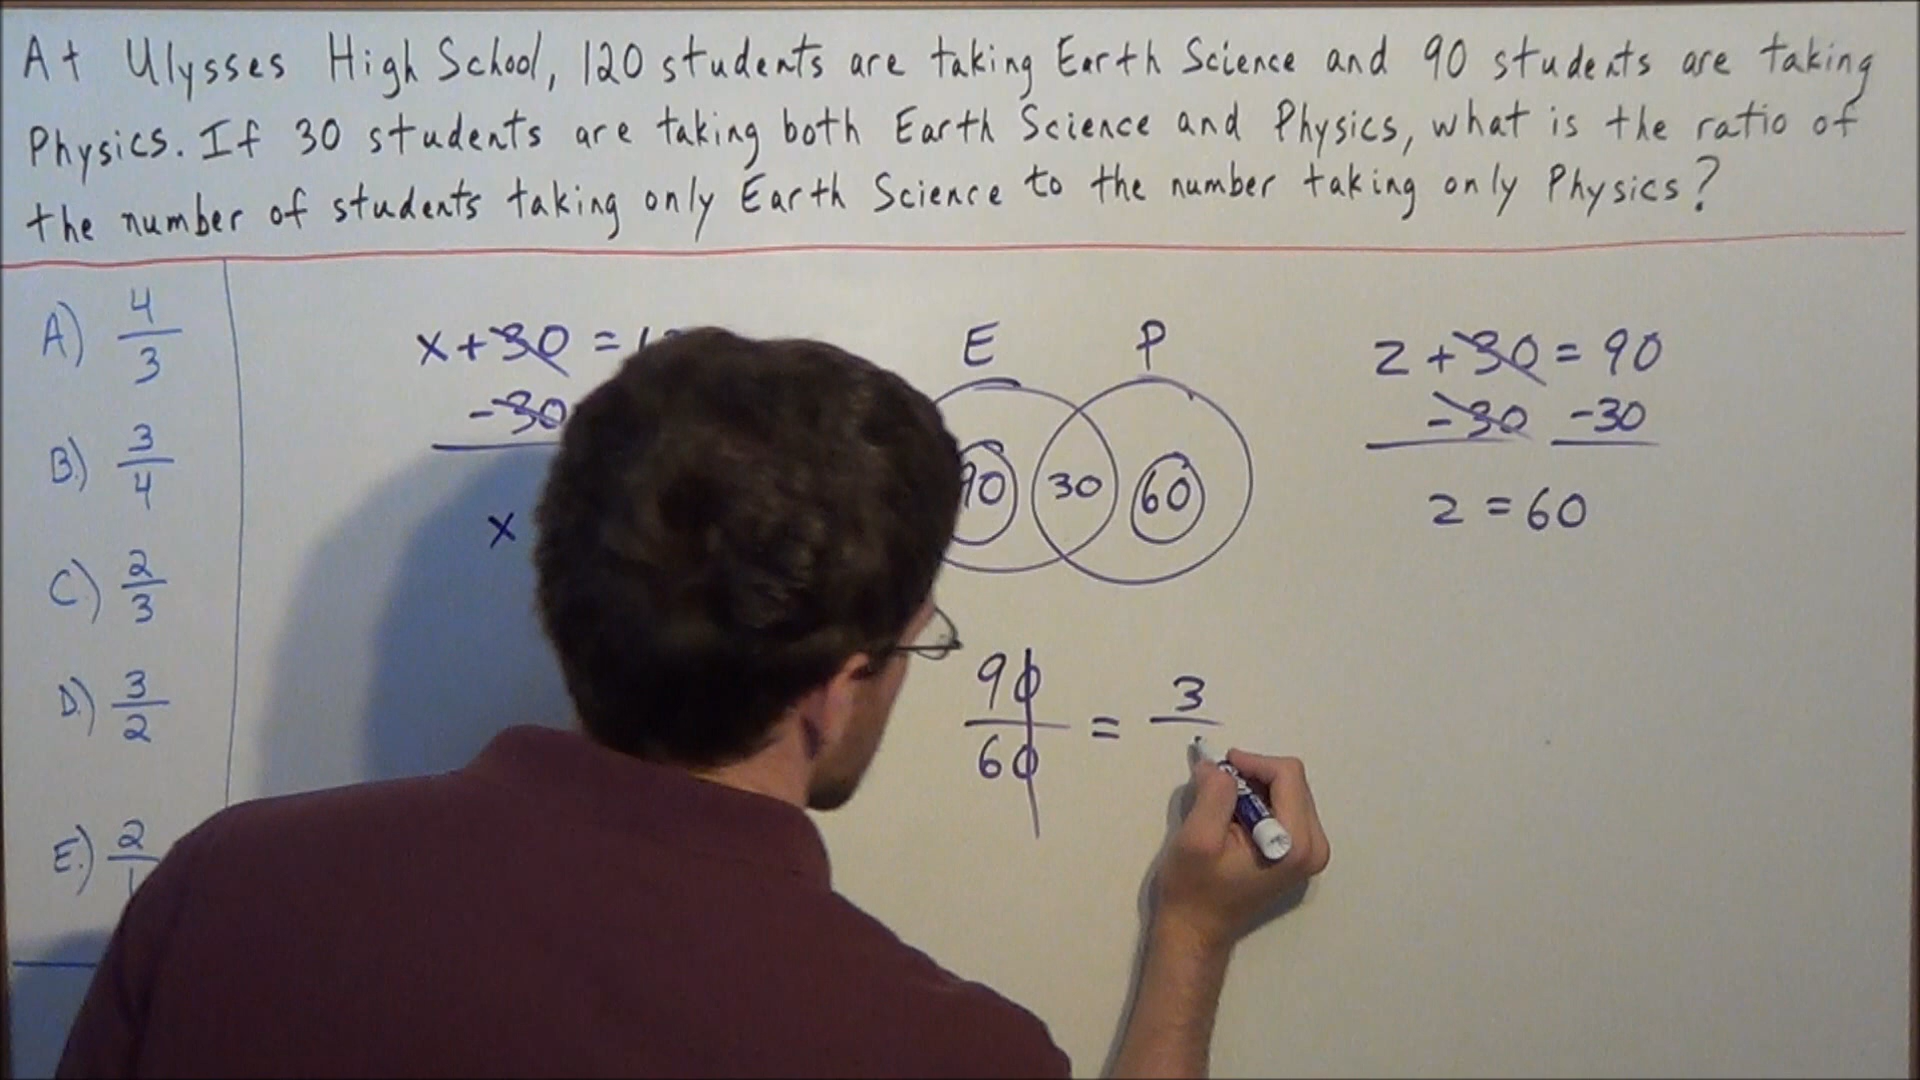 At Ulysses High School, 120 students are taking Earth Science and 90 students are taking
Physics. If 30 students are taking both Earth Science and Physics, what is the ratio of
the number of students taking only Earth Science to the number taking only Physics?
A) 4/3
B.) 3/4
C.) 2/3
D.) 3/2
E.) 2/1
x + 30 = 1
-30
x
E P
90 30 60
z + 30 = 90
-30 -30
z = 60
90/60 = 3/